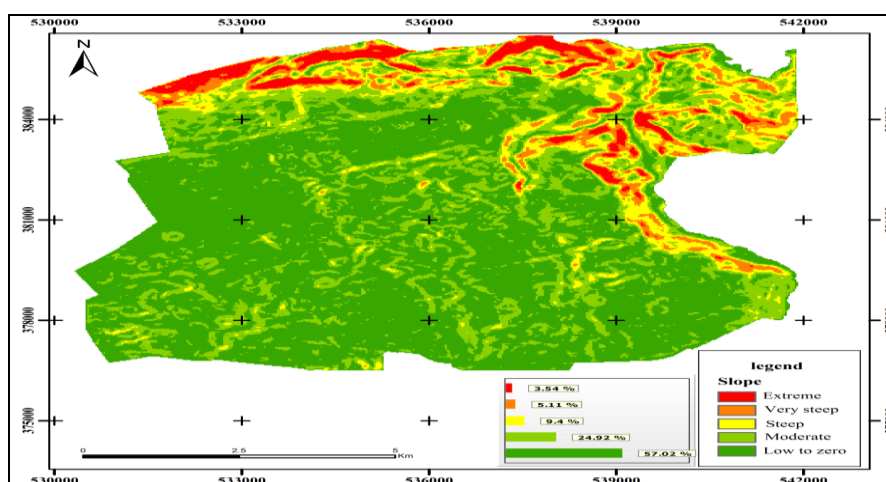 530000 533000 536000 539000 542000
N
384000
381000
378000
375000
legend
Slope
Extreme
Very steep
Steep
Moderate
Low to zero
3.54 %
5.11 %
9.4 %
24.92 %
57.02 %
0 2.5 5
Km
530000 533000 536000 539000 542000